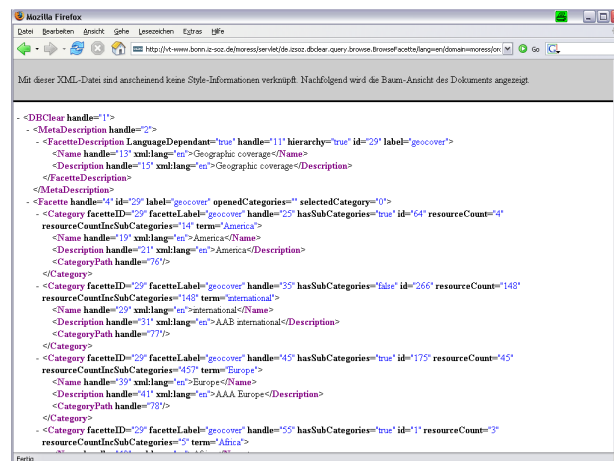 Mozilla Firefox
Datei Bearbeiten Ansicht Gehe Lesezeichen Extras Hilfe
http://vt-www.bonn.iz-soz.de/moress/servlet/de.izsoz.dbclear.query.browse.BrowseFacette/lang=en/domain=moress/ Go
Mit dieser XML-Datei sind anscheinend keine Style-Informationen verknüpft. Nachfolgend wird die Baum-Ansicht des Dokuments angezeigt.
- <DBClear handle="1">
- <MetaDescription handle="2">
- <FacetteDescription LanguageDependant="true" handle="11" hierarchy="true" id="29" label="geocover">
<Name handle="13" xml:lang="en">Geographic coverage</Name>
<Description handle="15" xml:lang="en">Geographic coverage</Description>
</FacetteDescription>
</MetaDescription>
- <Facette handle="4" id="29" label="geocover" openedCategories="" selectedCategory="0">
- <Category facetteID="29" facetteLabel="geocover" handle="25" hasSubCategories="true" id="64" resourceCount="4"
resourceCountIncSubCategories="14" term="America">
<Name handle="19" xml:lang="en">America</Name>
<Description handle="21" xml:lang="en">America</Description>
<CategoryPath handle="76"/>
</Category>
- <Category facetteID="29" facetteLabel="geocover" handle="35" hasSubCategories="false" id="266" resourceCount="148"
resourceCountIncSubCategories="148" term="international">
<Name handle="29" xml:lang="en">international</Name>
<Description handle="31" xml:lang="en">AAB international</Description>
<CategoryPath handle="77"/>
</Category>
- <Category facetteID="29" facetteLabel="geocover" handle="45" hasSubCategories="true" id="175" resourceCount="45"
resourceCountIncSubCategories="457" term="Europe">
<Name handle="39" xml:lang="en">Europe</Name>
<Description handle="41" xml:lang="en">AAA Europe</Description>
<CategoryPath handle="78"/>
</Category>
- <Category facetteID="29" facetteLabel="geocover" handle="55" hasSubCategories="true" id="1" resourceCount="3"
resourceCountIncSubCategories="5" term="Africa">
Fertig